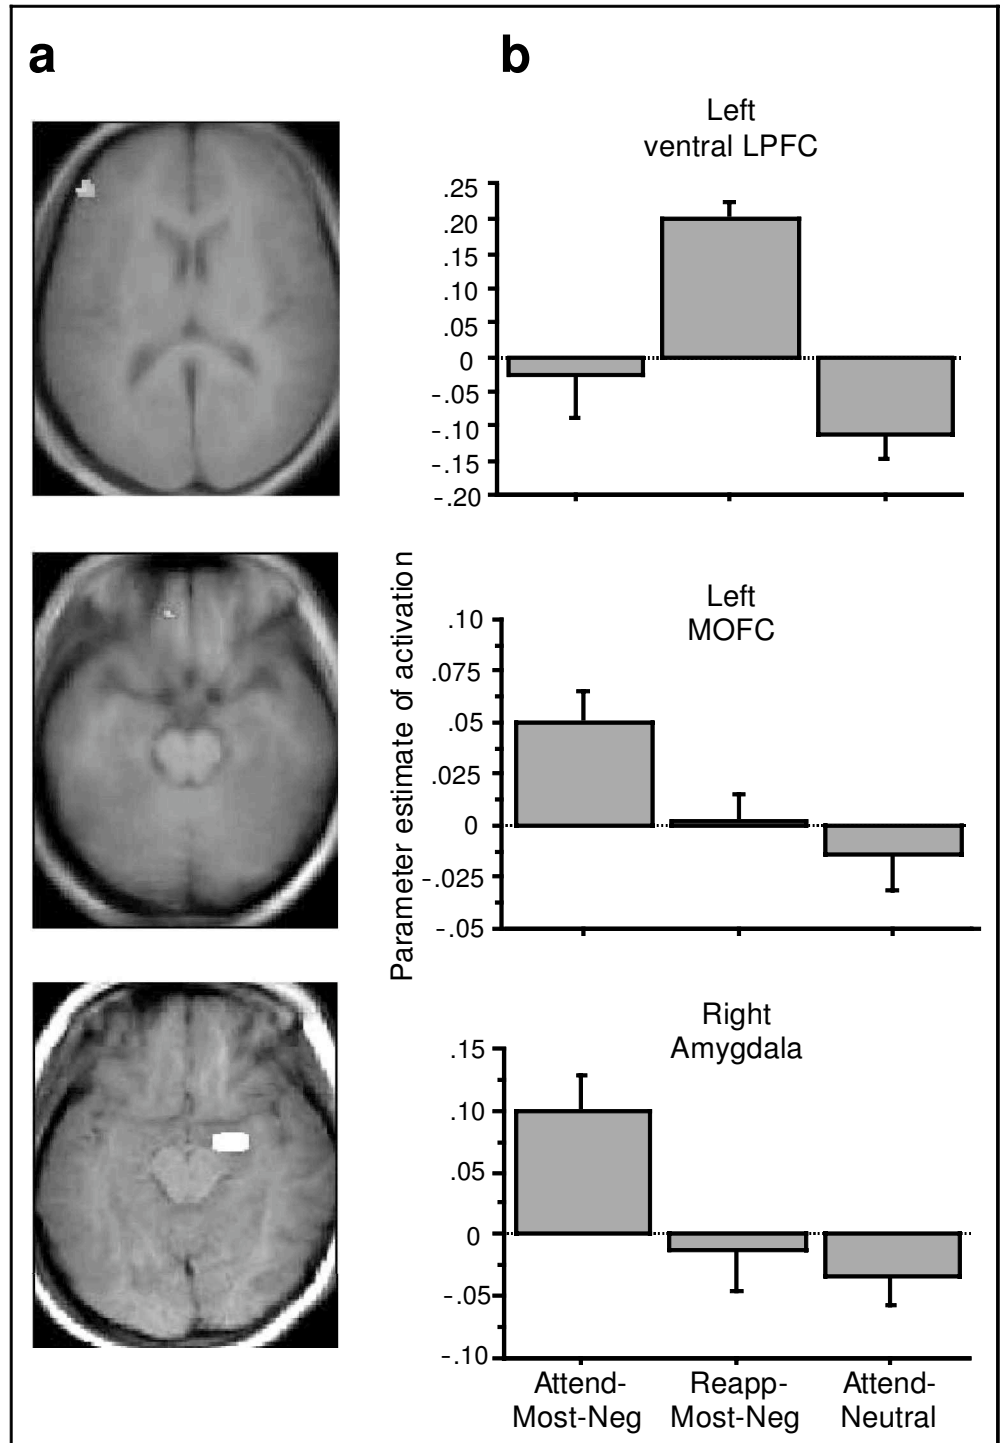 a
b
Left
ventral LPFC
.25
.20
.15
.10
.05
0
-.05
-.10
-.15
-.20
Parameter estimate of activation
Left
MOFC
.10
.075
.05
.025
0
-.025
-.05
Right
Amygdala
.15
.10
.05
0
-.05
-.10
Attend-
Most-Neg
Reapp-
Most-Neg
Attend-
Neutral